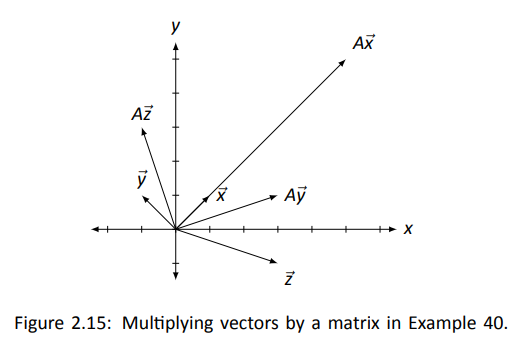 y
Ax⃗
Az⃗
y⃗
x⃗
Ay⃗
x
z⃗
Figure 2.15: Multiplying vectors by a matrix in Example 40.